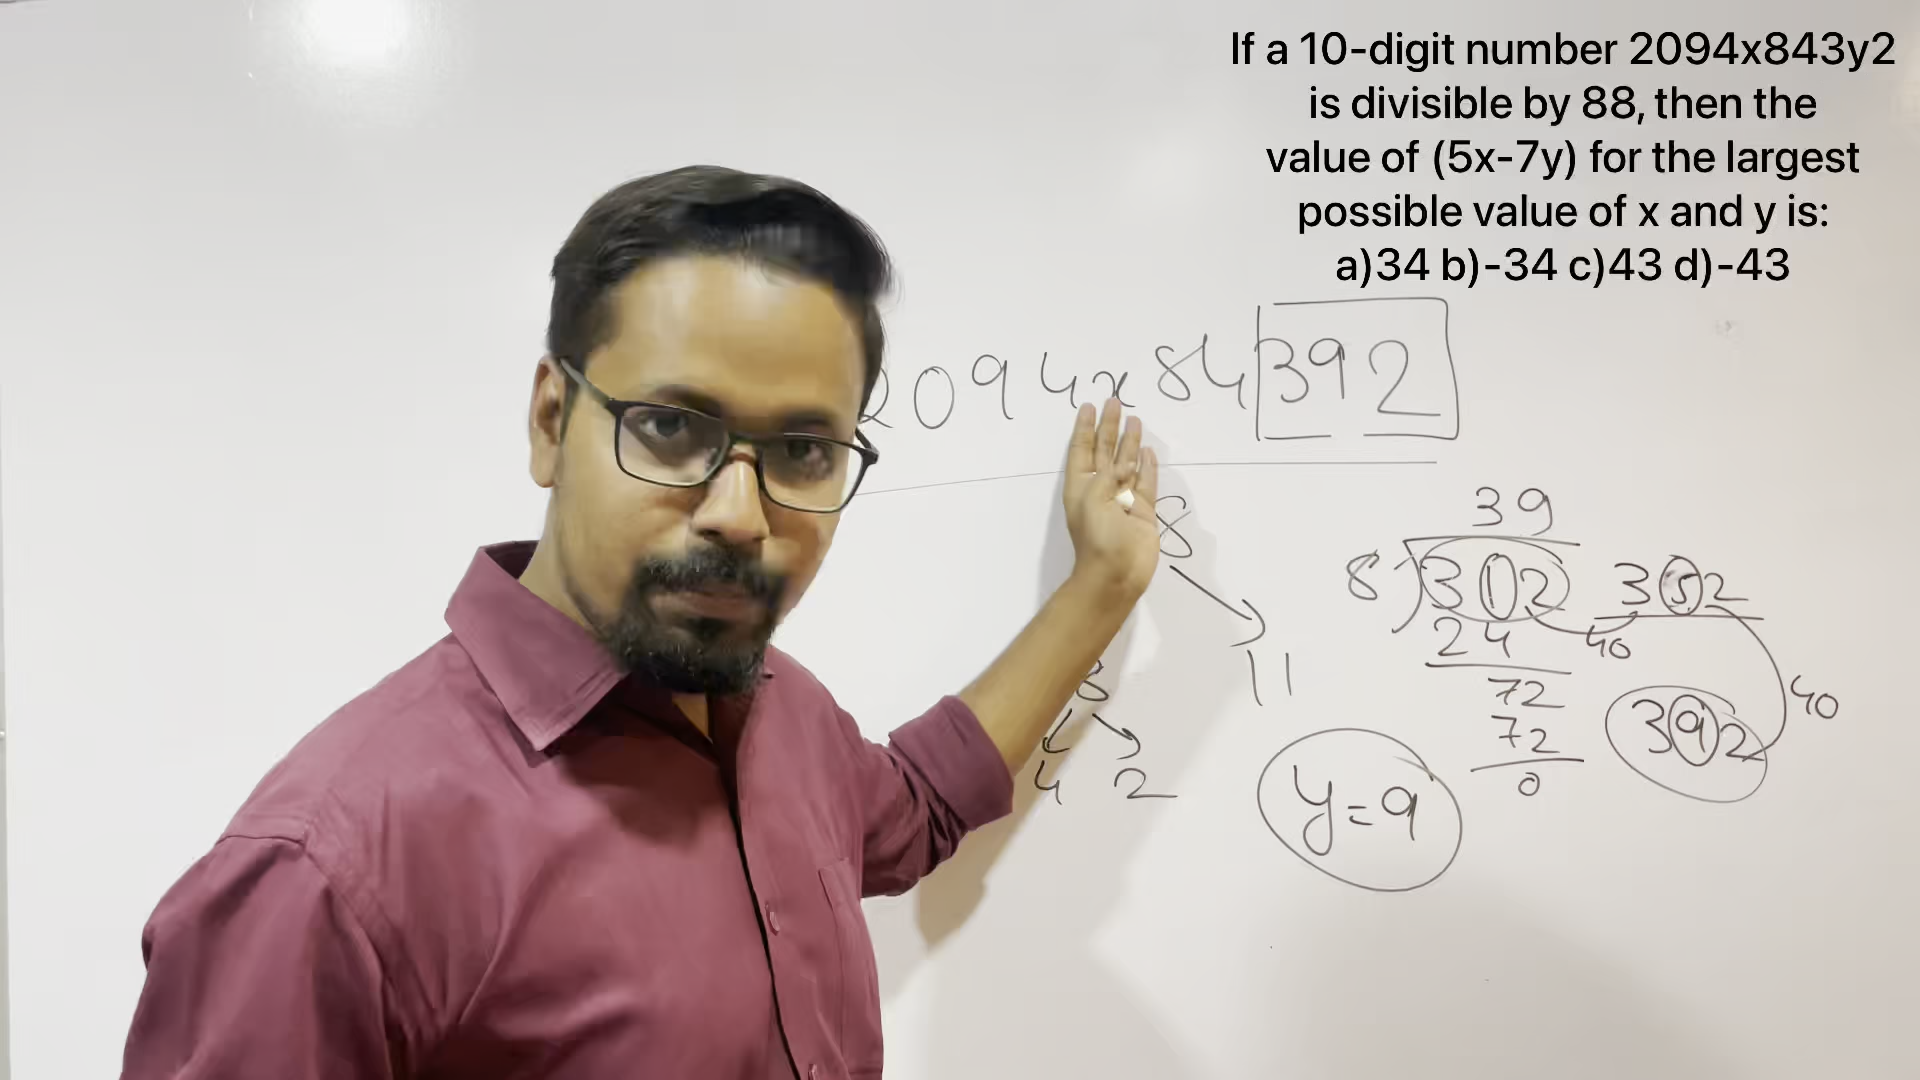 If a 10-digit number 2094x843y2
is divisible by 88, then the
value of (5x-7y) for the largest
possible value of x and y is:
a)34 b)-34 c)43 d)-43
2094x84392
39
8
8)302 352
24 40
11
72
40
8
72
392
4 2
y=9
0